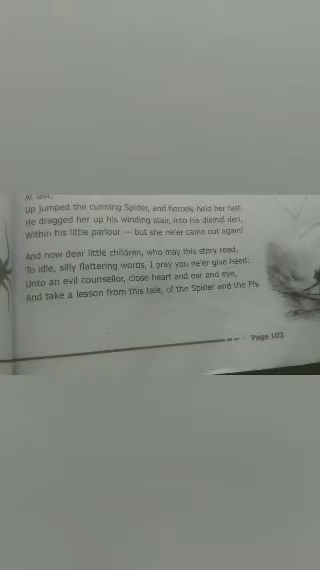 At last,
Up jumped the cunning Spider, and fiercely held her fast.
He dragged her up his winding stair, into his dismal den,
Within his little parlour — but she ne'er came out again!
And now dear little children, who may this story read,
To idle, silly flattering words, I pray you ne'er give heed:
Unto an evil counsellor, close heart and ear and eye,
And take a lesson from this tale, of the Spider and the Fly.
Page 103